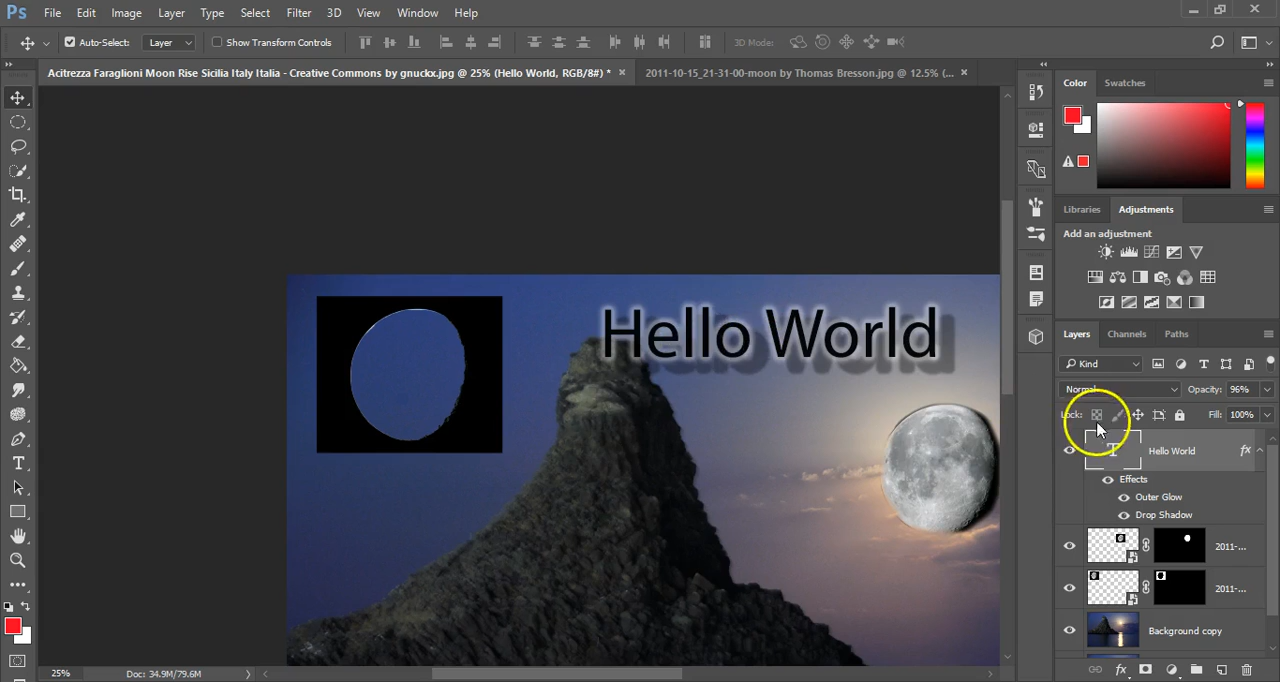 Ps File Edit Image Layer Type Select Filter 3D View Window Help
Auto-Select: Layer Show Transform Controls 3D Mode:
Acitrezza Faraglioni Moon Rise Sicilia Italy Italia - Creative Commons by gnuckx.jpg @ 25% (Hello World, RGB/8#) * × 2011-10-15_21-31-00-moon by Thomas Bresson.jpg @ 12.5% (... ×
Color Swatches
Libraries Adjustments
Add an adjustment
Hello World
Layers Channels Paths
Kind
Normal Opacity: 96%
Lock: Fill: 100%
T Hello World fx
Effects
Outer Glow
Drop Shadow
2011-...
2011-...
Background copy
25% Doc: 34.9M/79.6M
fx